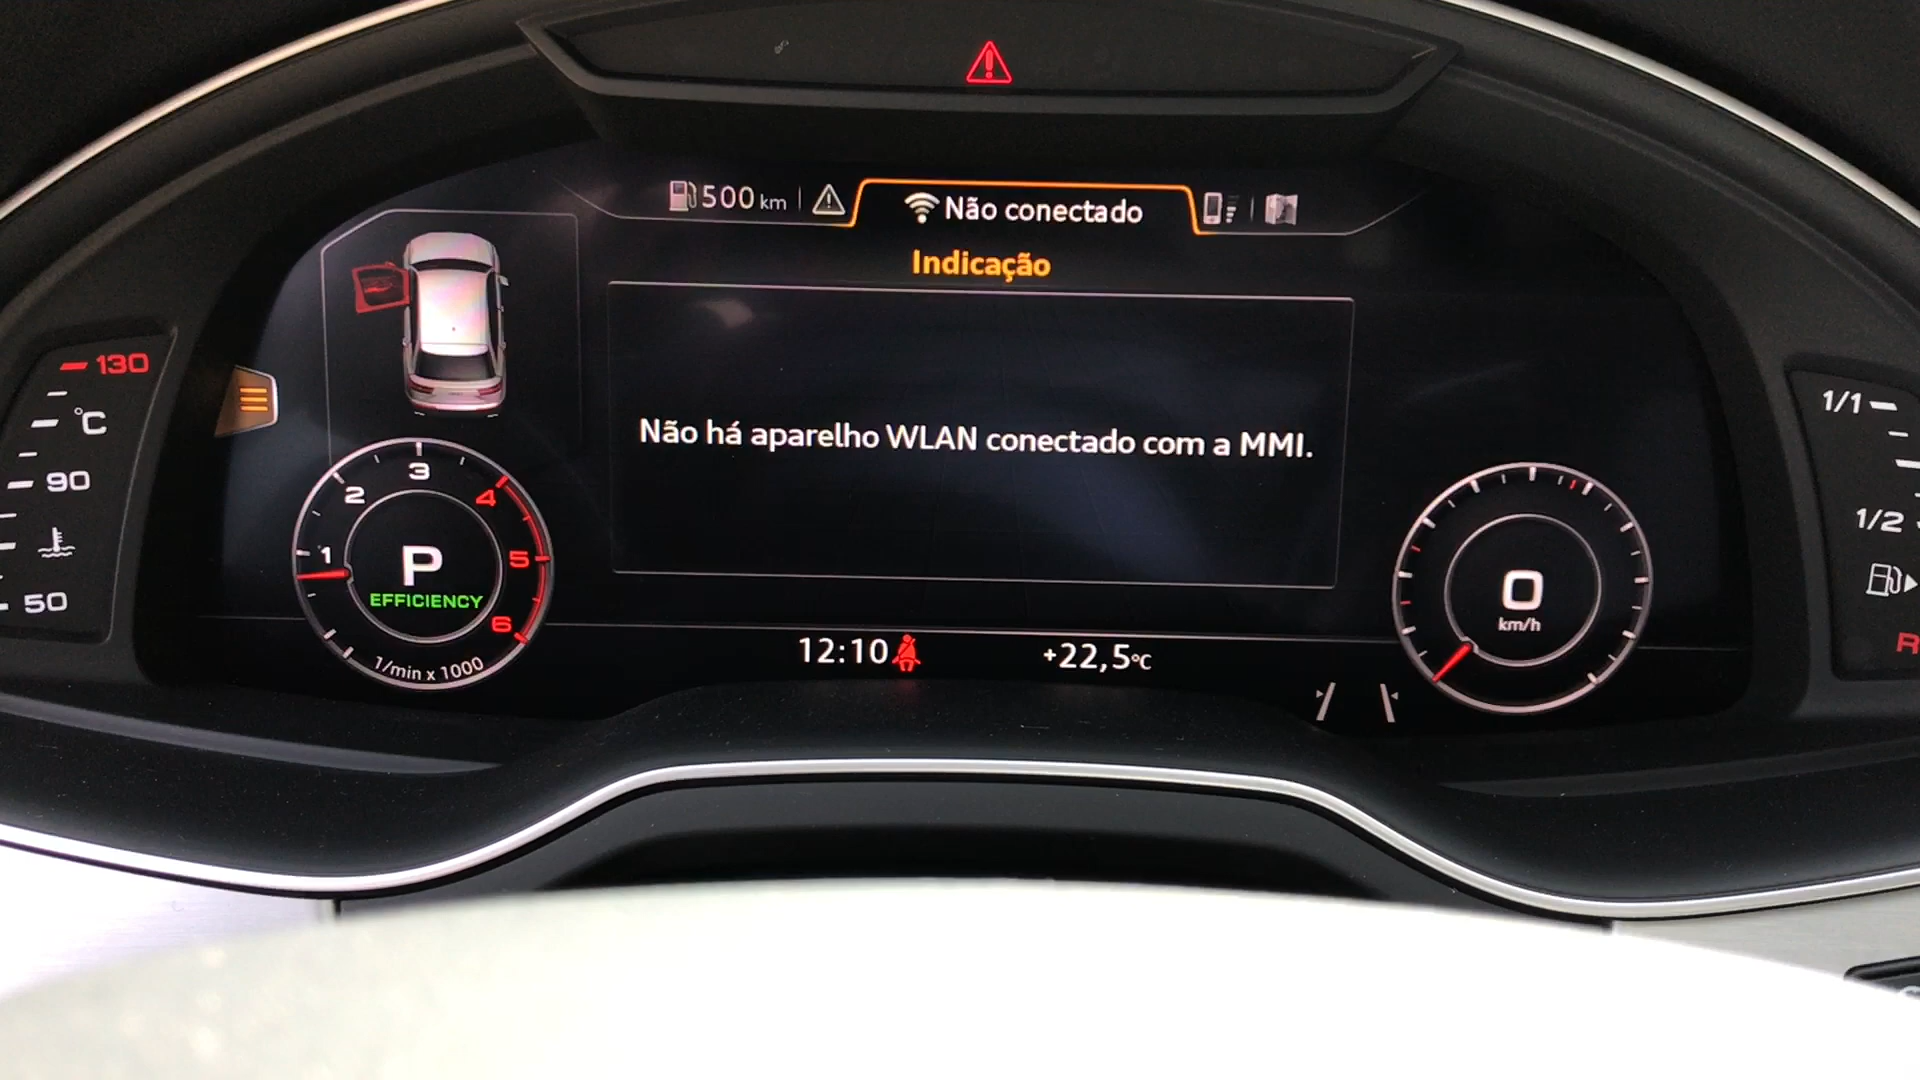 500 km
Não conectado
Indicação
Não há aparelho WLAN conectado com a MMI.
130
°C
90
50
1
2
3
4
5
6
P
EFFICIENCY
1/min x 1000
12:10
+22,5°C
0
km/h
1/1
1/2
R